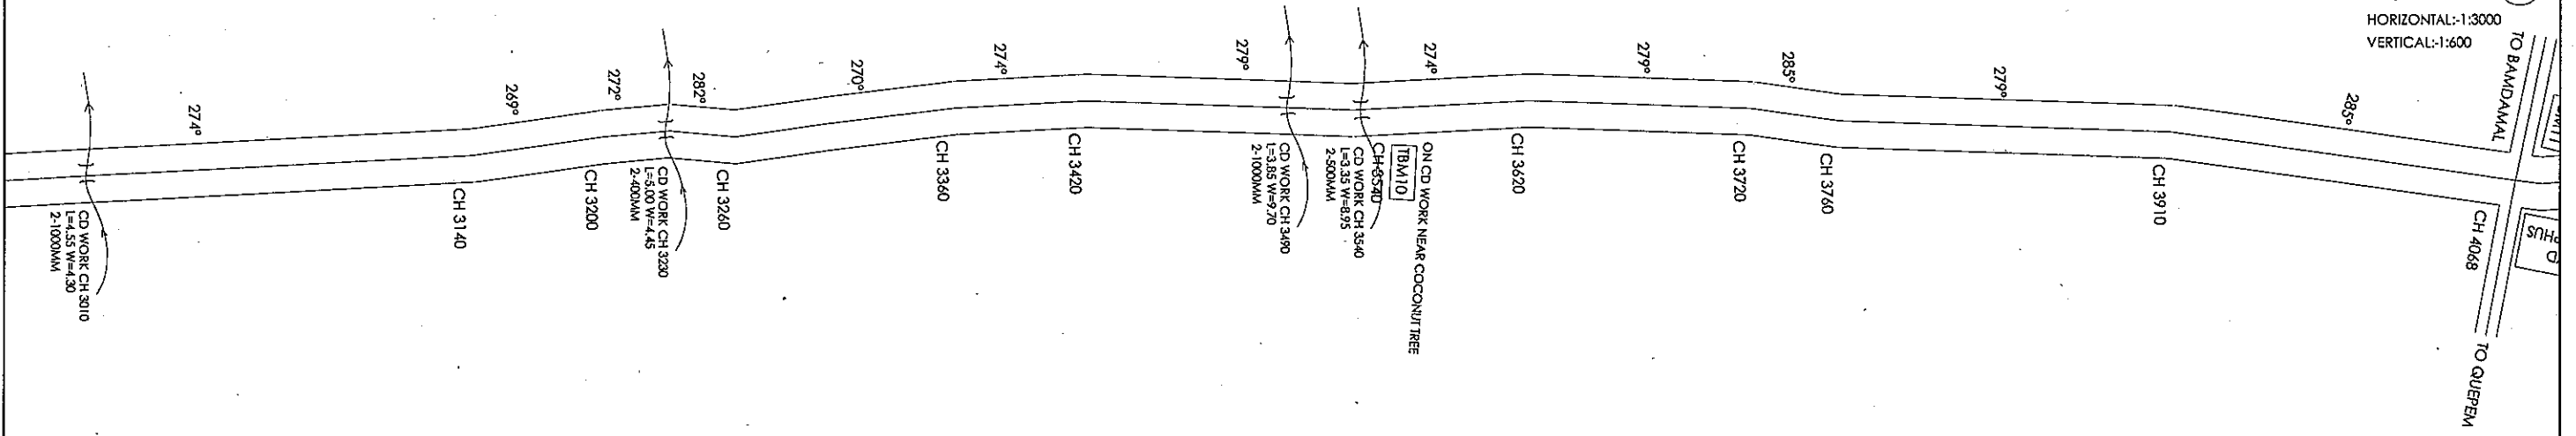 HORIZONTAL:-1:3000
VERTICAL:-1:600
TO BAMDAMAL
285°
279°
285°
279°
274°
279°
274°
270°
282°
272°
269°
274°
CH 4068
TO QUEPEM
CH 3910
CH 3760
CH 3720
CH 3620
ON CD WORK NEAR COCONUT TREE
TBM10
CH 3540
CD WORK CH 3540
L=3.35 W=8.95
2-500MM
CD WORK CH 3490
L=3.85 W=9.70
2-1000MM
CH 3420
CH 3360
CH 3260
CD WORK CH 3230
L=5.00 W=4.45
2-400MM
CH 3200
CH 3140
CD WORK CH 3010
L=4.55 W=4.30
2-1000MM